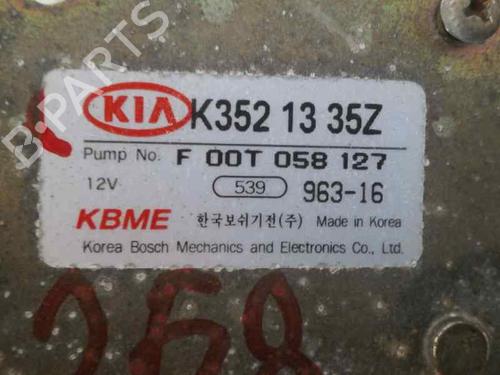 KIA K352 13 35Z
Pump No. F 00T 058 127
12V 539 963-16
KBME 한국보쉬기전(주) Made in Korea
Korea Bosch Mechanics and Electronics Co., Ltd.
268
B-PARTS